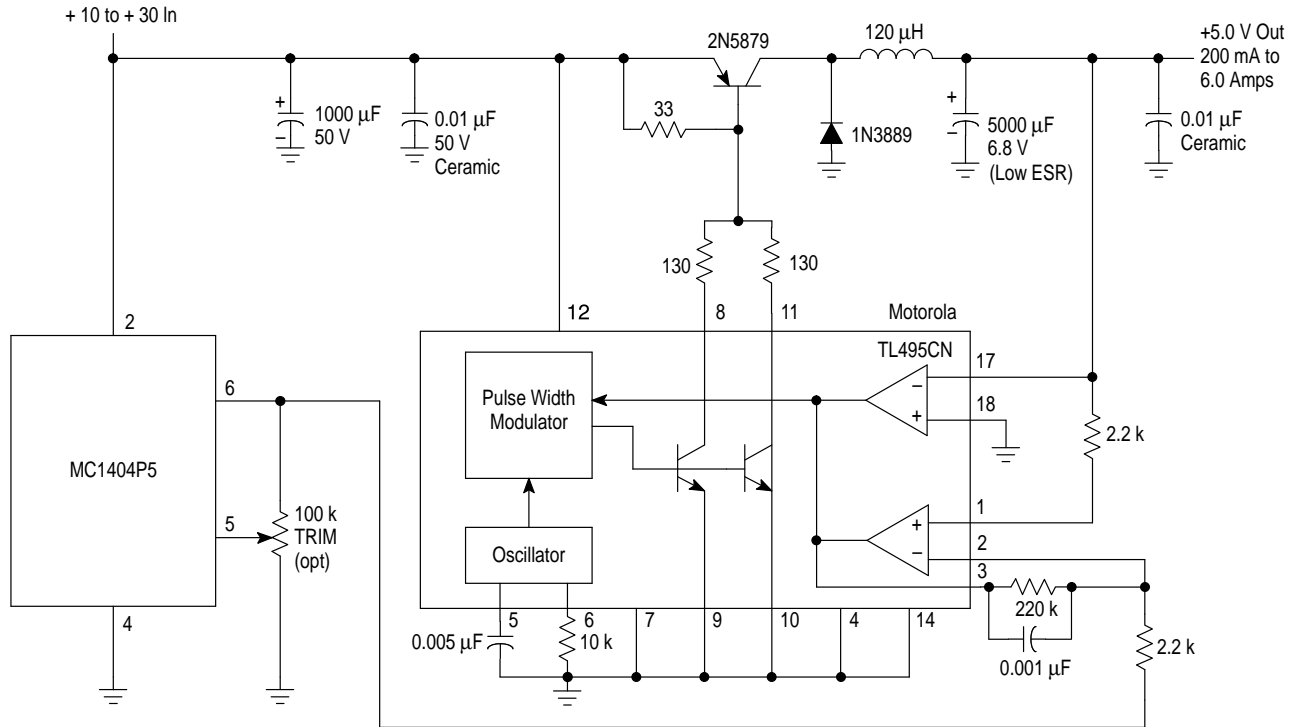 + 10 to + 30 In
2N5879
120 μH
+5.0 V Out
200 mA to
6.0 Amps
+
−
1000 μF
50 V
0.01 μF
50 V
Ceramic
33
1N3889
+
−
5000 μF
6.8 V
(Low ESR)
0.01 μF
Ceramic
130
130
2
12
8
11
Motorola
TL495CN
17
−
+
18
2.2 k
6
Pulse Width
Modulator
MC1404P5
5
100 k
TRIM
(opt)
Oscillator
1
+
−
2
3
220 k
0.001 μF
2.2 k
4
5
6
7
9
10
4
14
0.005 μF
10 k